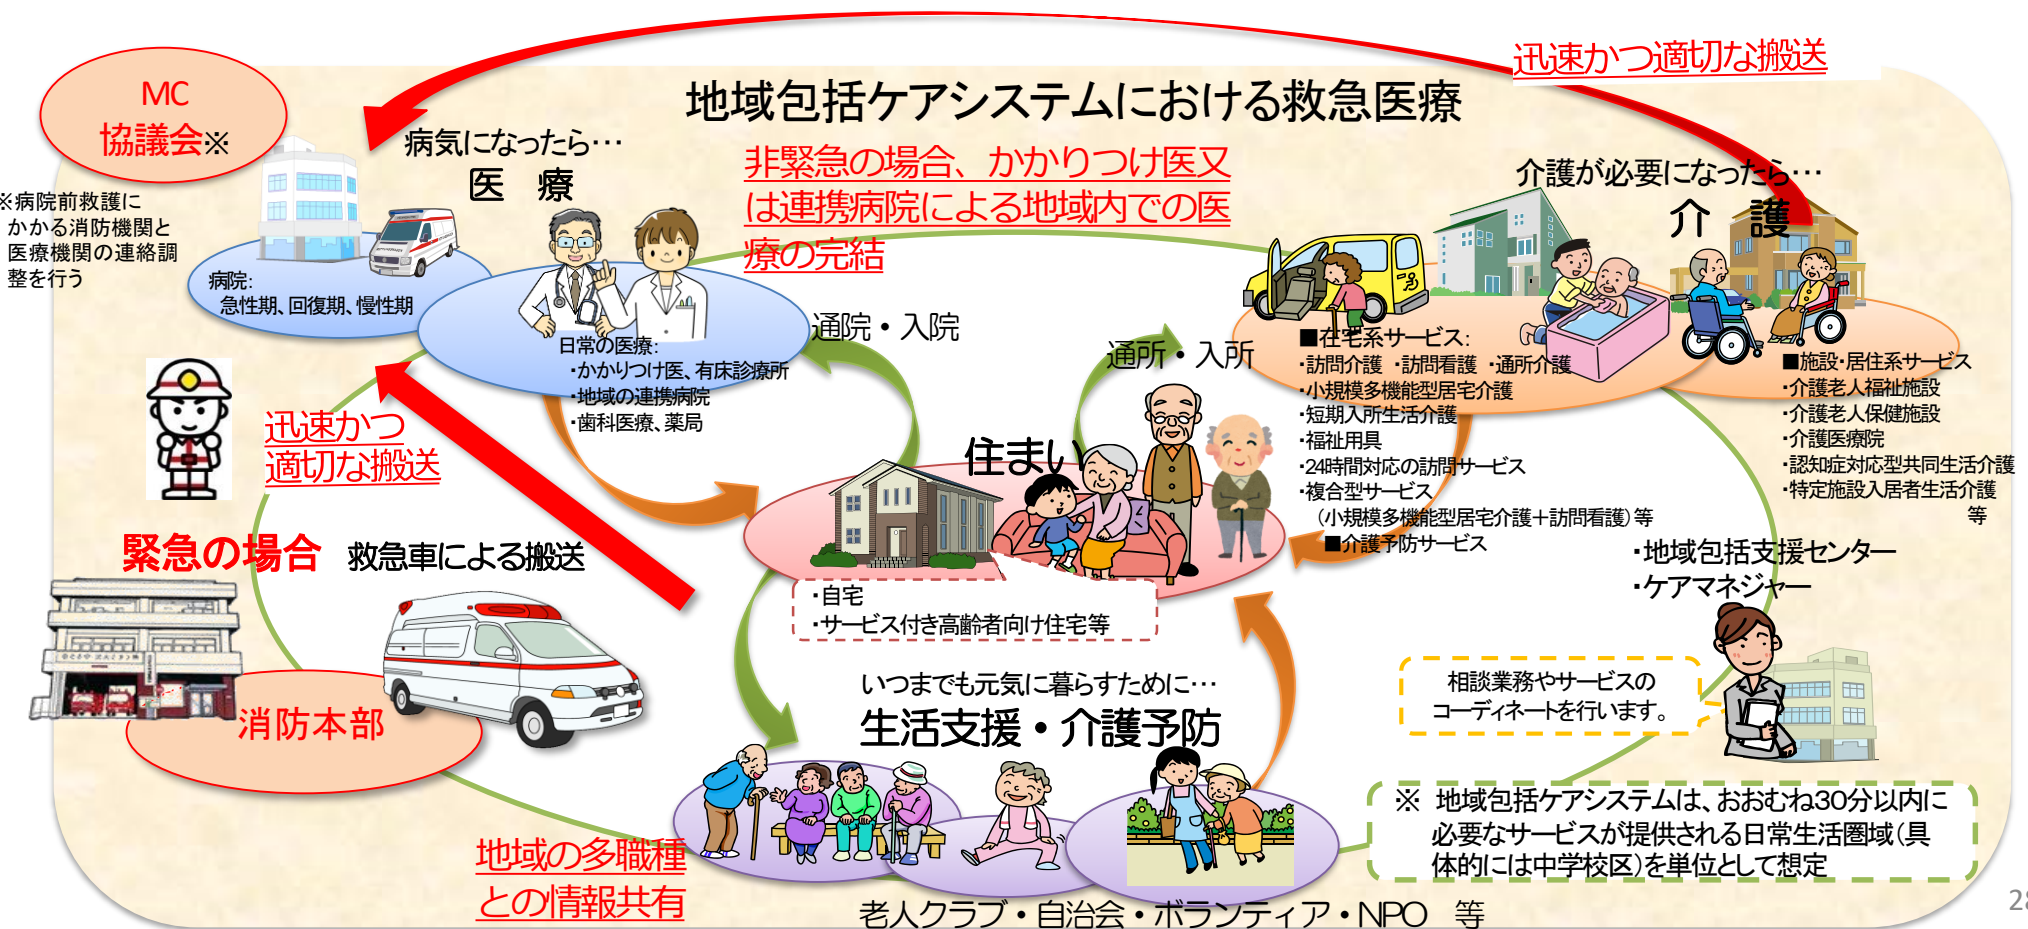 迅速かつ適切な搬送
MC
協議会※
地域包括ケアシステムにおける救急医療
※病院前救護に
かかる消防機関と
医療機関の連絡調
整を行う
病気になったら…
医 療
非緊急の場合、かかりつけ医又
は連携病院による地域内での医
療の完結
介護が必要になったら…
介 護
病院:
急性期、回復期、慢性期
日常の医療:
・かかりつけ医、有床診療所
・地域の連携病院
・歯科医療、薬局
通院・入院
通所・入所
■在宅系サービス:
・訪問介護 ・訪問看護 ・通所介護
・小規模多機能型居宅介護
・短期入所生活介護
・福祉用具
・24時間対応の訪問サービス
・複合型サービス
(小規模多機能型居宅介護+訪問看護)等
■介護予防サービス
■施設・居住系サービス
・介護老人福祉施設
・介護老人保健施設
・介護医療院
・認知症対応型共同生活介護
・特定施設入居者生活介護
等
迅速かつ
適切な搬送
緊急の場合 救急車による搬送
消防本部
住まい
・自宅
・サービス付き高齢者向け住宅等
・地域包括支援センター
・ケアマネジャー
相談業務やサービスの
コーディネートを行います。
いつまでも元気に暮らすために…
生活支援・介護予防
地域の多職種
との情報共有
老人クラブ・自治会・ボランティア・NPO 等
※ 地域包括ケアシステムは、おおむね30分以内に
必要なサービスが提供される日常生活圏域(具
体的には中学校区)を単位として想定
28